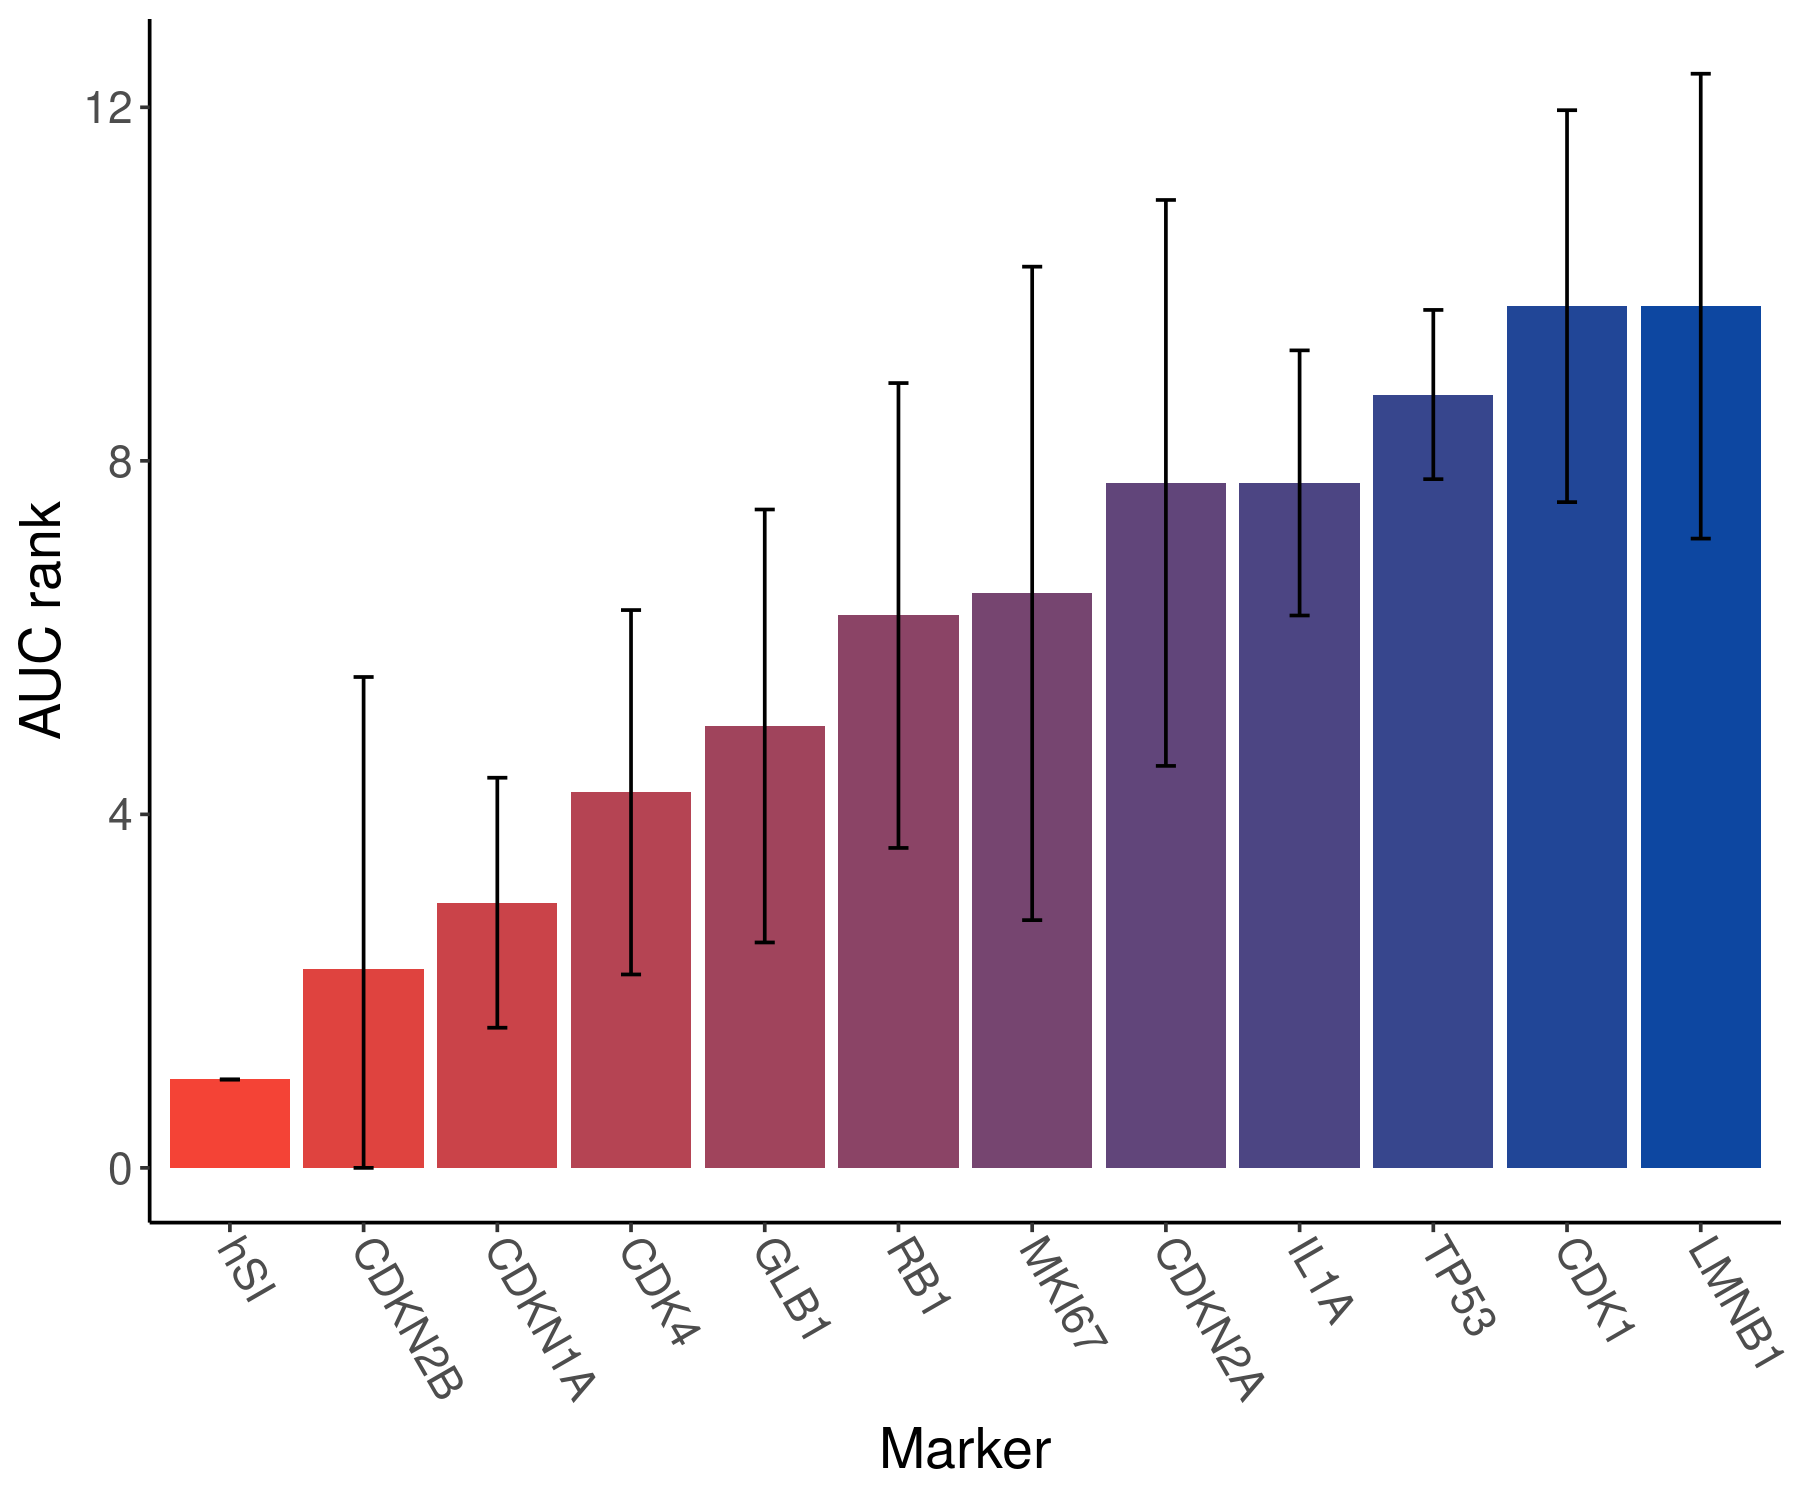 12
8
4
0
AUC rank
hSI
CDKN2B
CDKN1A
CDK4
GLB1
RB1
MKI67
CDKN2A
IL1A
TP53
CDK1
LMNB1
Marker